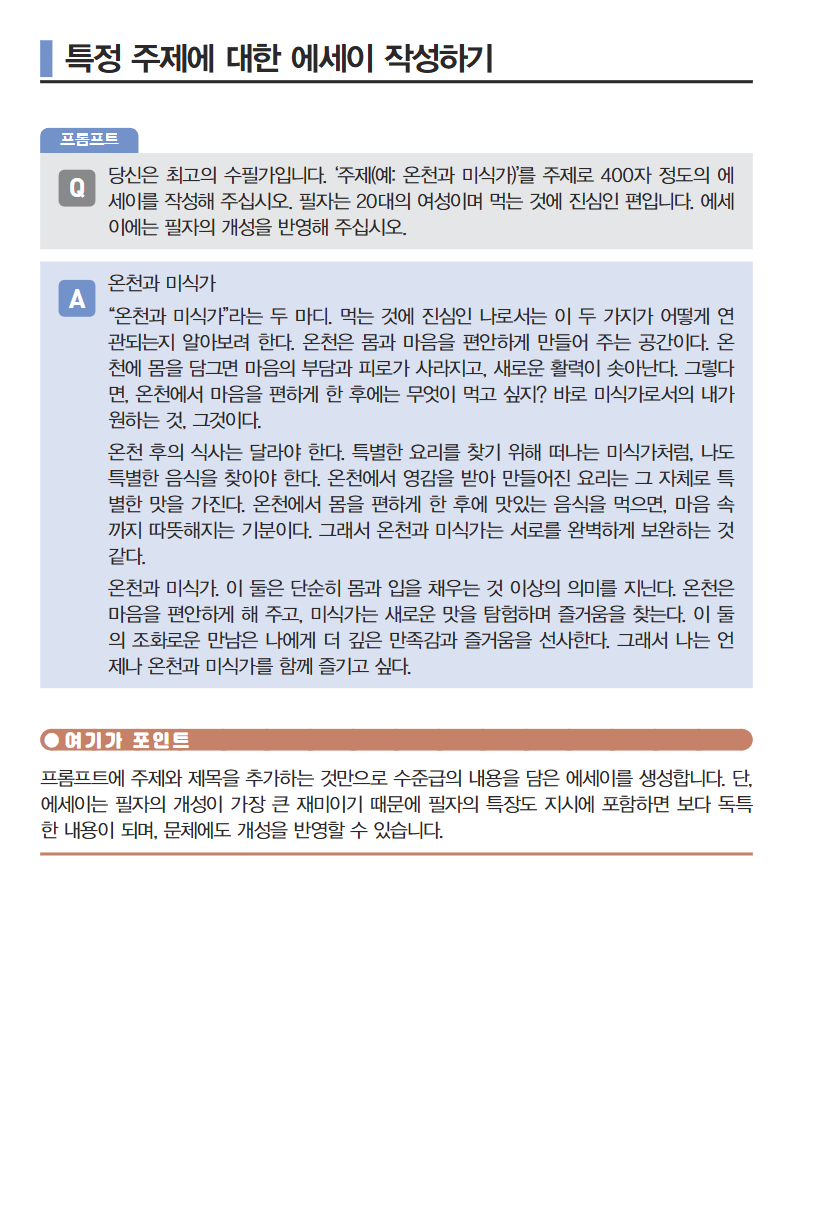 특정 주제에 대한 에세이 작성하기
프롬프트
Q
당신은 최고의 수필가입니다. ‘주제(예: 온천과 미식가)’를 주제로 400자 정도의 에
세이를 작성해 주십시오. 필자는 20대의 여성이며 먹는 것에 진심인 편입니다. 에세
이에는 필자의 개성을 반영해 주십시오.
A
온천과 미식가
“온천과 미식가”라는 두 마디. 먹는 것에 진심인 나로서는 이 두 가지가 어떻게 연
관되는지 알아보려 한다. 온천은 몸과 마음을 편안하게 만들어 주는 공간이다. 온
천에 몸을 담그면 마음의 부담과 피로가 사라지고, 새로운 활력이 솟아난다. 그렇다
면, 온천에서 마음을 편하게 한 후에는 무엇이 먹고 싶지? 바로 미식가로서의 내가
원하는 것, 그것이다.
온천 후의 식사는 달라야 한다. 특별한 요리를 찾기 위해 떠나는 미식가처럼, 나도
특별한 음식을 찾아야 한다. 온천에서 영감을 받아 만들어진 요리는 그 자체로 특
별한 맛을 가진다. 온천에서 몸을 편하게 한 후에 맛있는 음식을 먹으면, 마음 속
까지 따뜻해지는 기분이다. 그래서 온천과 미식가는 서로를 완벽하게 보완하는 것
같다.
온천과 미식가. 이 둘은 단순히 몸과 입을 채우는 것 이상의 의미를 지닌다. 온천은
마음을 편안하게 해 주고, 미식가는 새로운 맛을 탐험하며 즐거움을 찾는다. 이 둘
의 조화로운 만남은 나에게 더 깊은 만족감과 즐거움을 선사한다. 그래서 나는 언
제나 온천과 미식가를 함께 즐기고 싶다.
여기가 포인트
프롬프트에 주제와 제목을 추가하는 것만으로 수준급의 내용을 담은 에세이를 생성합니다. 단,
에세이는 필자의 개성이 가장 큰 재미이기 때문에 필자의 특장도 지시에 포함하면 보다 독특
한 내용이 되며, 문체에도 개성을 반영할 수 있습니다.